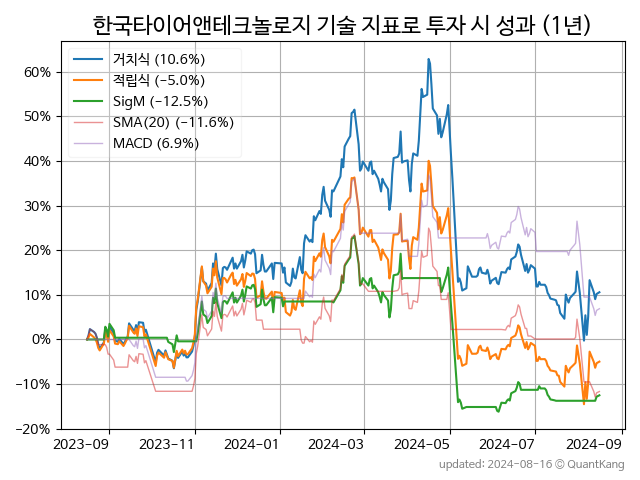 한국타이어앤테크놀로지 기술 지표로 투자 시 성과 (1년)
거치식 (10.6%)
적립식 (−5.0%)
SigM (−12.5%)
SMA(20) (−11.6%)
MACD (6.9%)
60%
50%
40%
30%
20%
10%
0%
−10%
−20%
2023−09 2023−11 2024−01 2024−03 2024−05 2024−07 2024−09
updated: 2024-08-16 © QuantKang